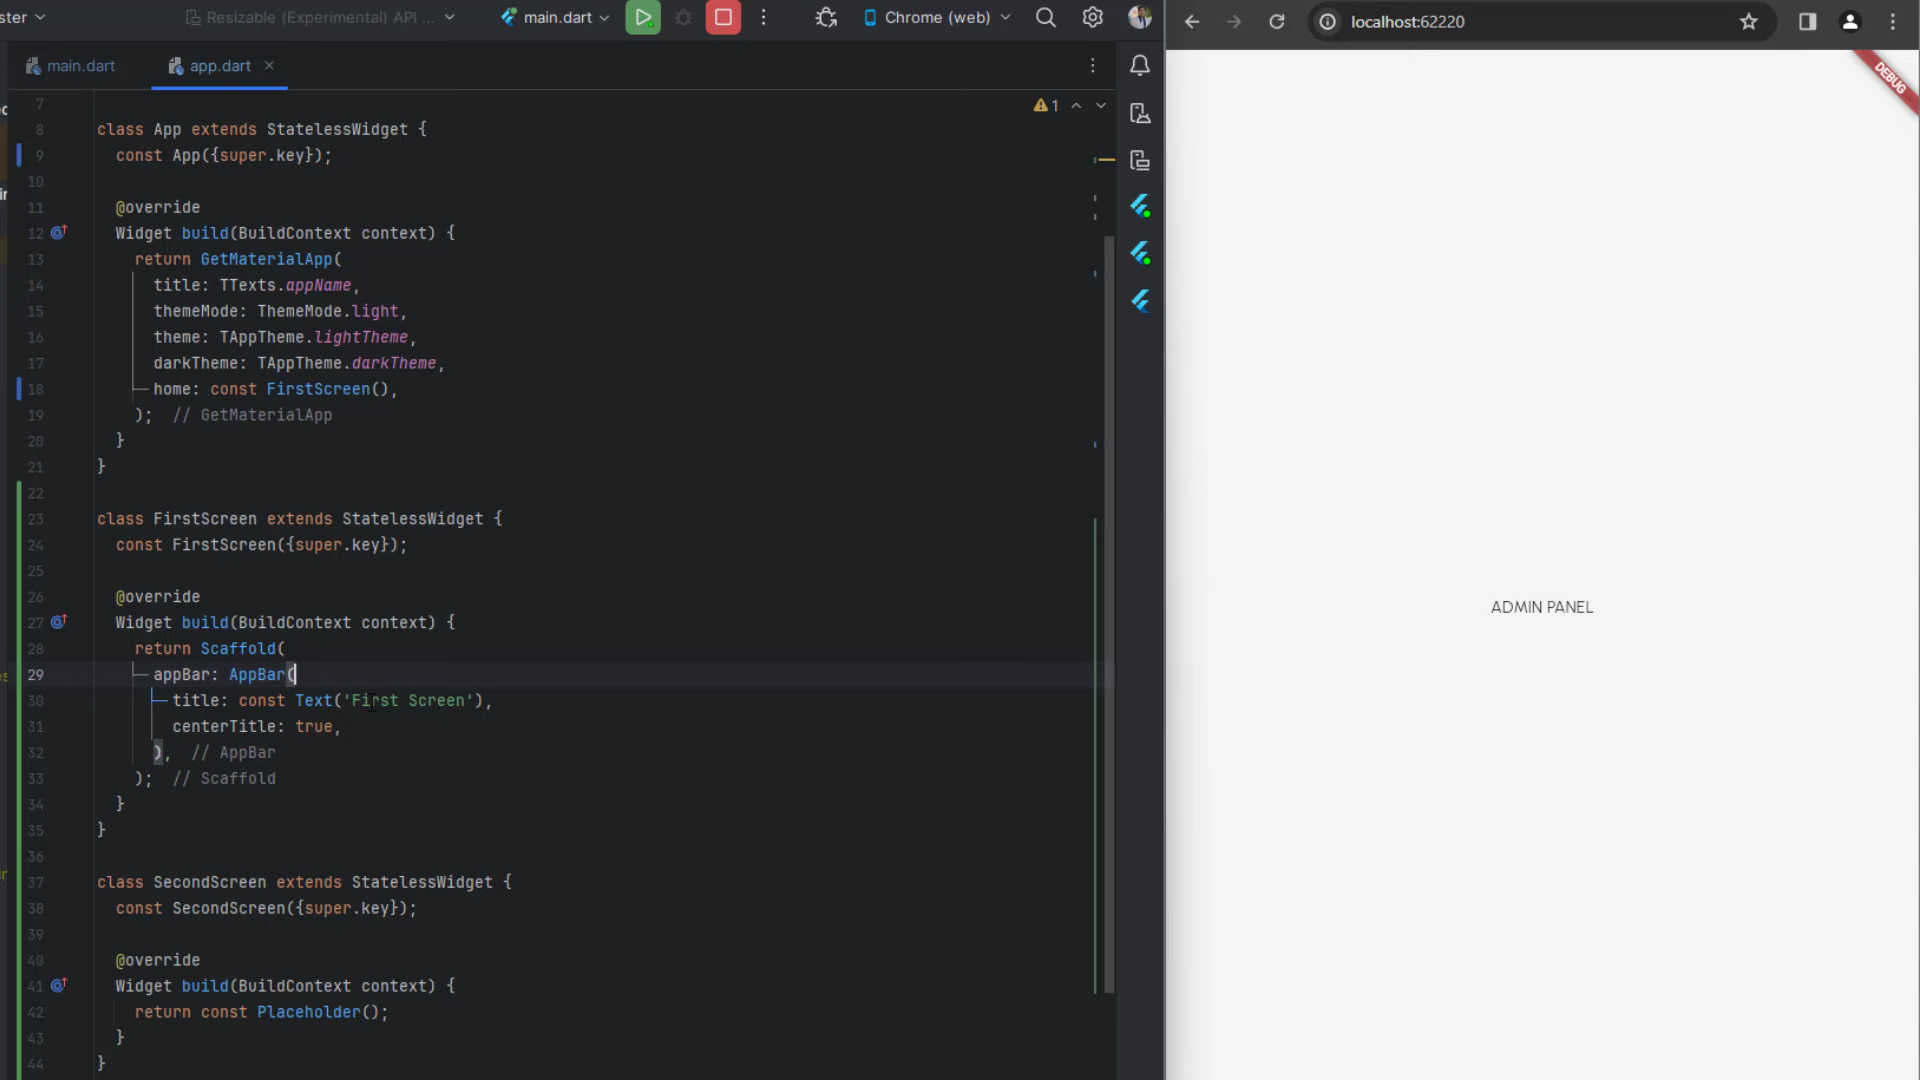 ster
Resizable (Experimental) API ...
main.dart
Chrome (web)
localhost:62220
main.dart
app.dart
DEBUG
1
7
8 class App extends StatelessWidget {
9 const App({super.key});
10
11 @override
12 Widget build(BuildContext context) {
13 return GetMaterialApp(
14 title: TTexts.appName,
15 themeMode: ThemeMode.light,
16 theme: TAppTheme.lightTheme,
17 darkTheme: TAppTheme.darkTheme,
18 home: const FirstScreen(),
19 ); // GetMaterialApp
20 }
21 }
22
23 class FirstScreen extends StatelessWidget {
24 const FirstScreen({super.key});
25
26 @override
27 Widget build(BuildContext context) {
28 return Scaffold(
29 appBar: AppBar(
30 title: const Text('First Screen'),
31 centerTitle: true,
32 ), // AppBar
33 ); // Scaffold
34 }
35 }
36
37 class SecondScreen extends StatelessWidget {
38 const SecondScreen({super.key});
39
40 @override
41 Widget build(BuildContext context) {
42 return const Placeholder();
43 }
44 }
ADMIN PANEL